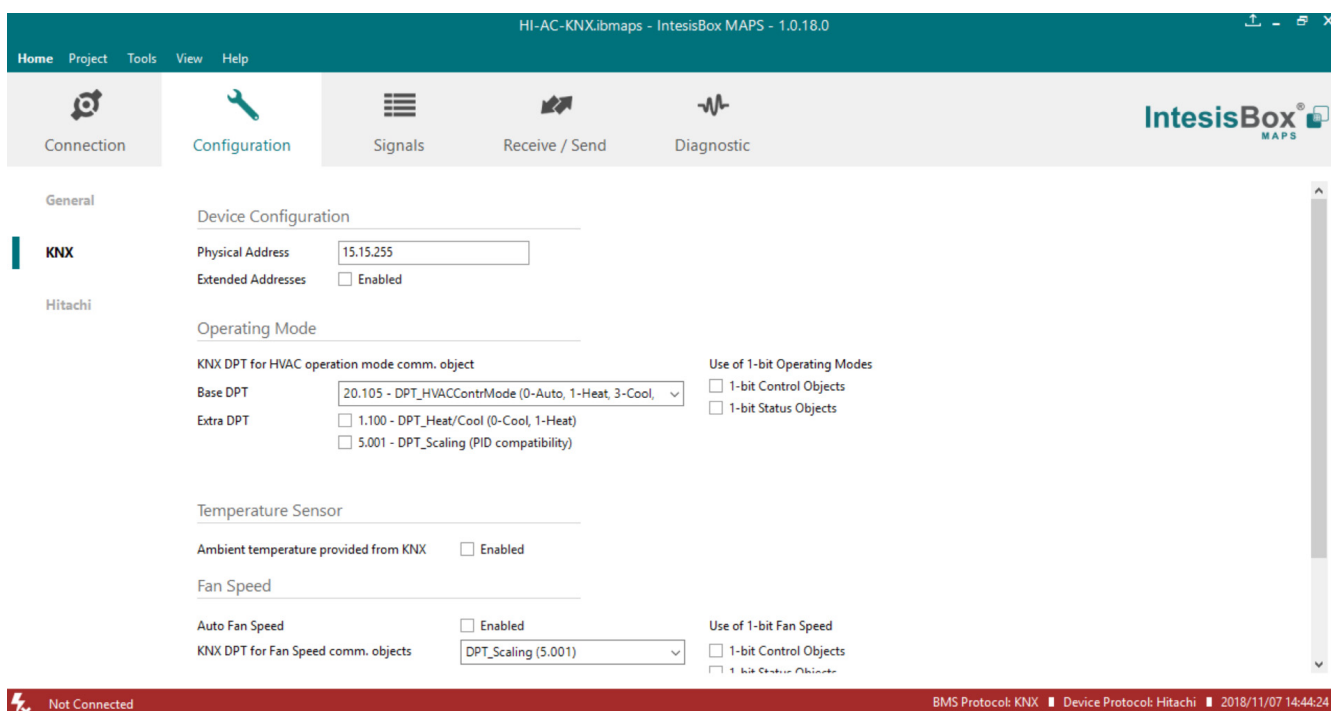 HI-AC-KNX.ibmaps - IntesisBox MAPS - 1.0.18.0
Home Project Tools View Help
Connection Configuration Signals Receive / Send Diagnostic
IntesisBox®
MAPS
General
KNX
Hitachi
Device Configuration
Physical Address 15.15.255
Extended Addresses Enabled
Operating Mode
KNX DPT for HVAC operation mode comm. object Use of 1-bit Operating Modes
Base DPT 20.105 - DPT_HVACContrMode (0-Auto, 1-Heat, 3-Cool, 1-bit Control Objects
1-bit Status Objects
Extra DPT 1.100 - DPT_Heat/Cool (0-Cool, 1-Heat)
5.001 - DPT_Scaling (PID compatibility)
Temperature Sensor
Ambient temperature provided from KNX Enabled
Fan Speed
Auto Fan Speed Enabled Use of 1-bit Fan Speed
KNX DPT for Fan Speed comm. objects DPT_Scaling (5.001) 1-bit Control Objects
1-bit Status Objects
Not Connected BMS Protocol: KNX Device Protocol: Hitachi 2018/11/07 14:44:24